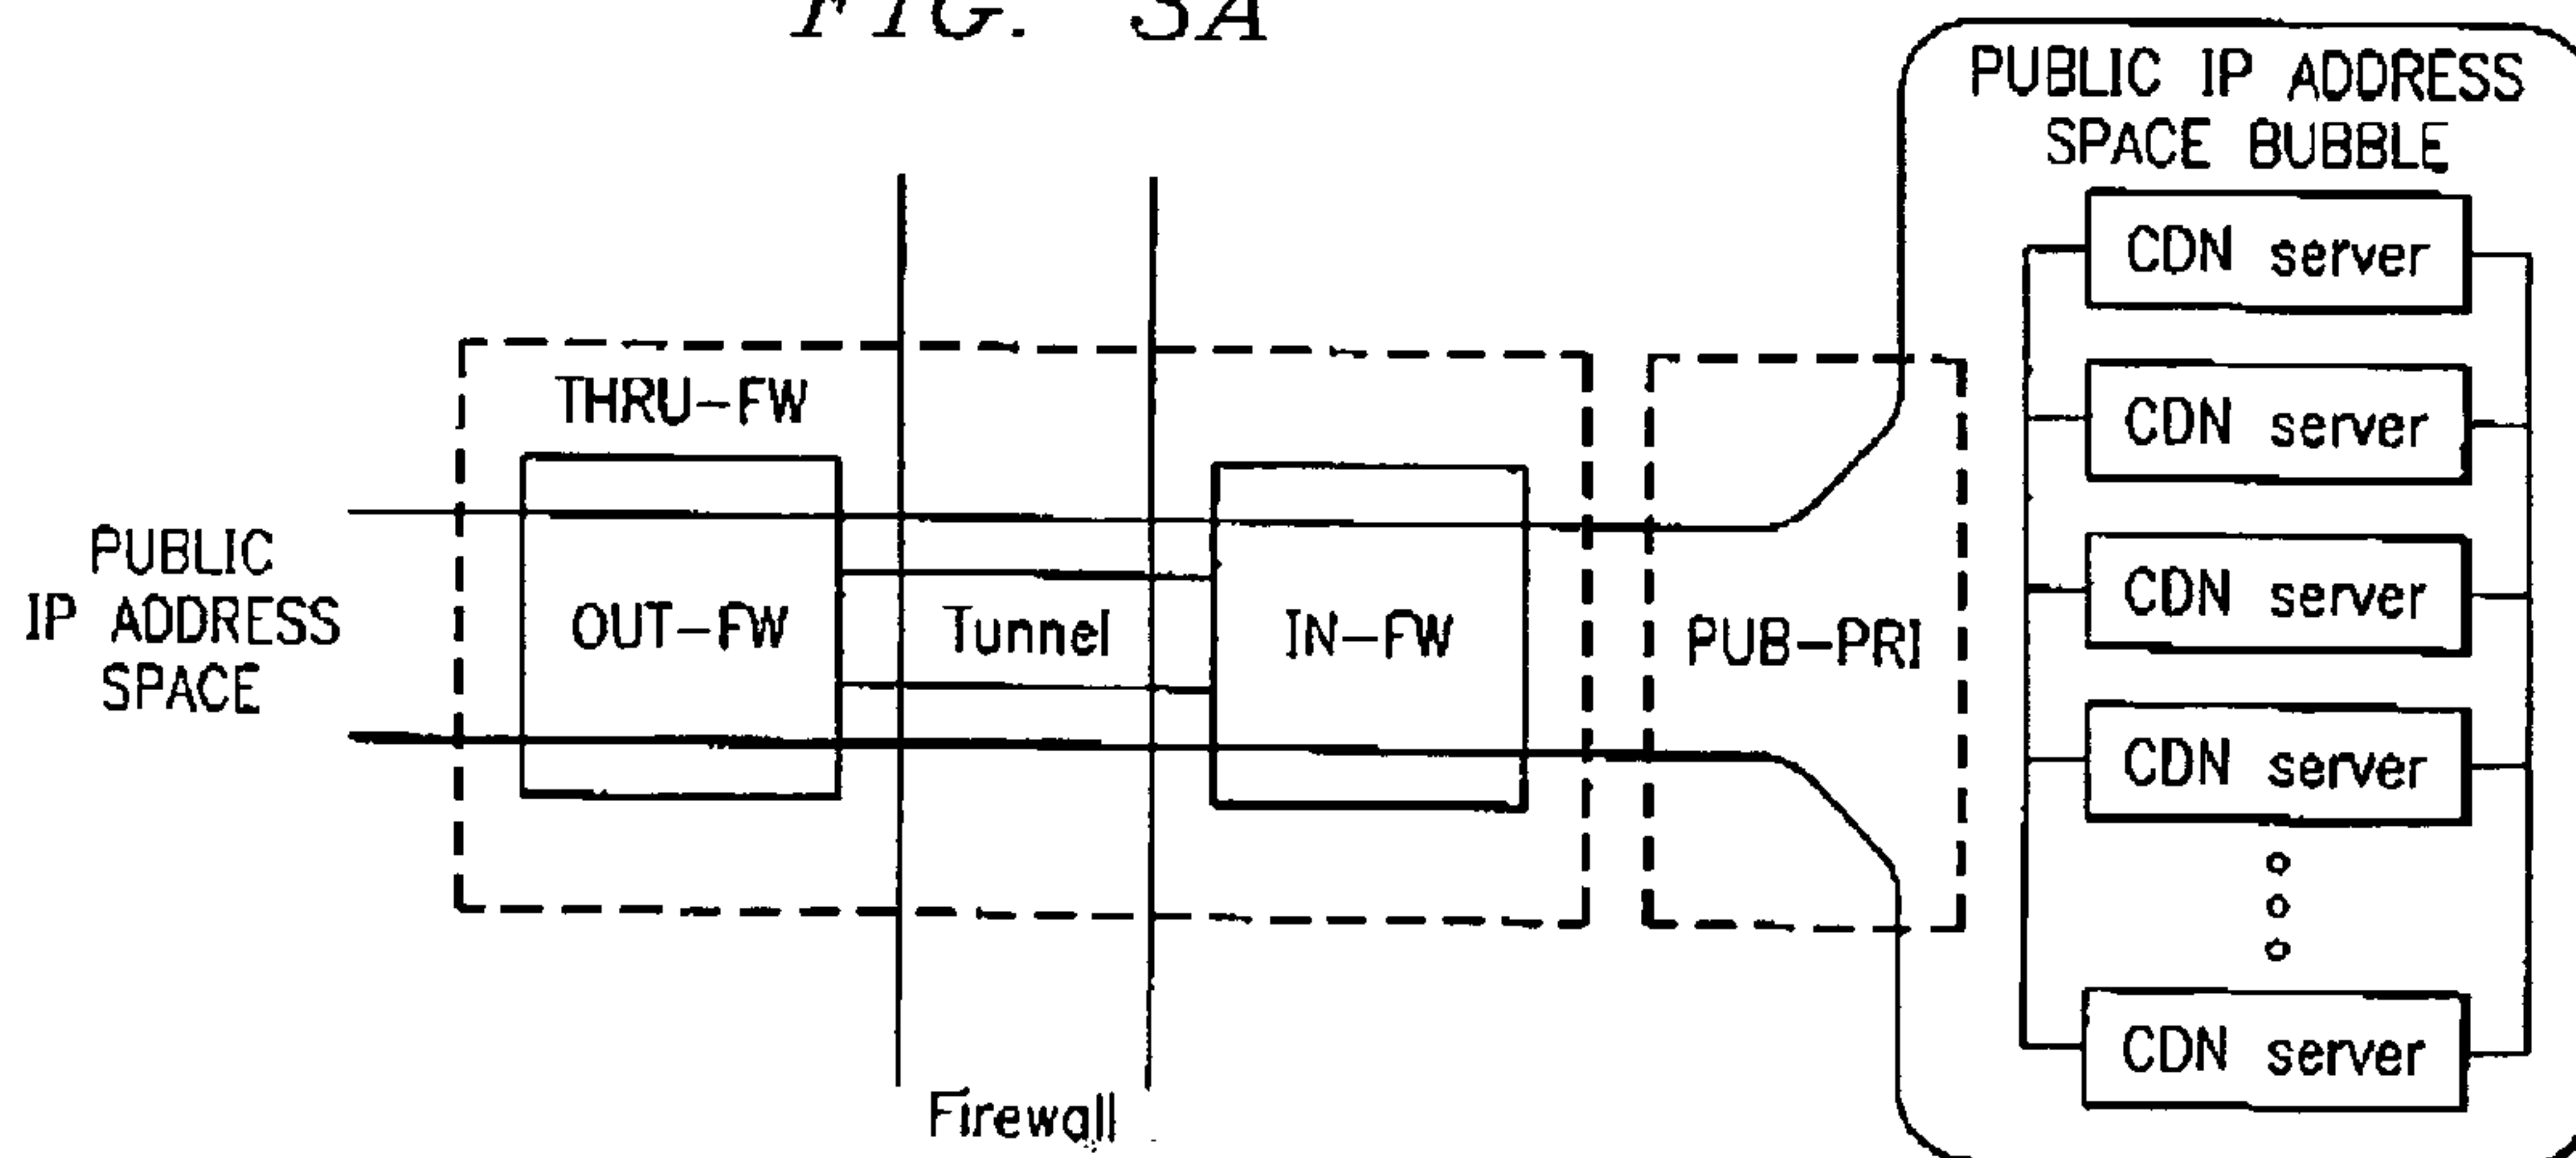 FIG. 3A
PUBLIC IP ADDRESS
SPACE BUBBLE
CDN server
CDN server
CDN server
CDN server
CDN server
THRU-FW
PUBLIC
IP ADDRESS
SPACE
OUT-FW
Tunnel
IN-FW
PUB-PRI
Firewall